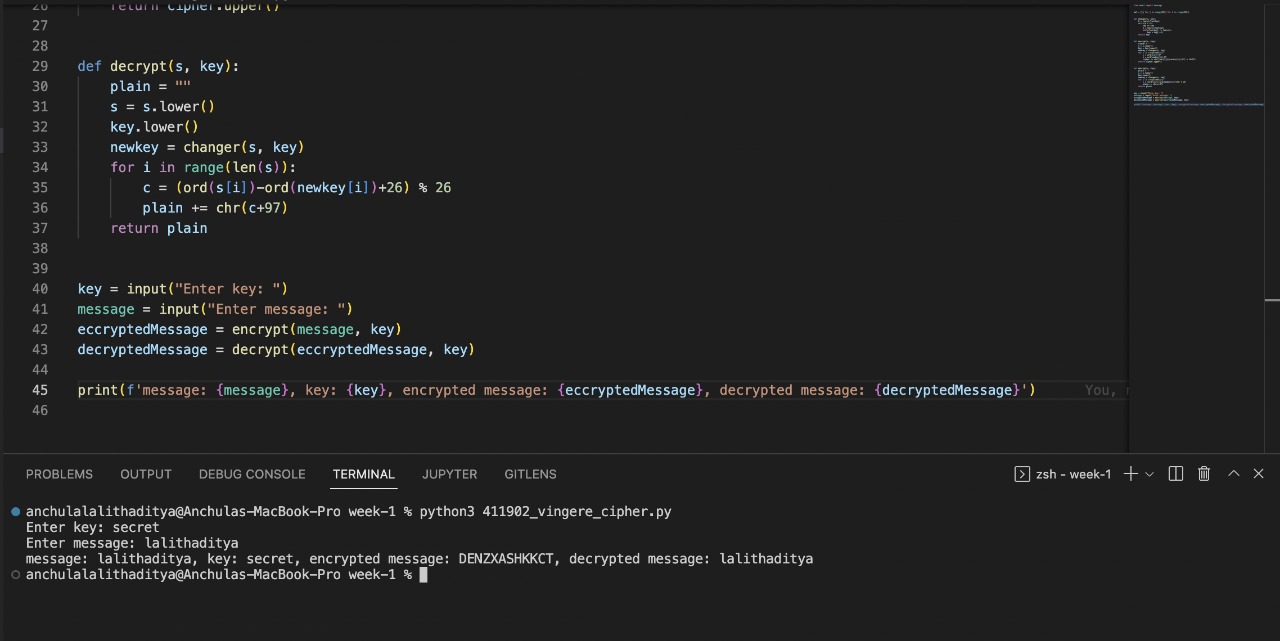 26 return cipher.upper()
27
28
29 def decrypt(s, key):
30 plain = ""
31 s = s.lower()
32 key.lower()
33 newkey = changer(s, key)
34 for i in range(len(s)):
35 c = (ord(s[i])-ord(newkey[i])+26) % 26
36 plain += chr(c+97)
37 return plain
38
39
40 key = input("Enter key: ")
41 message = input("Enter message: ")
42 eccryptedMessage = encrypt(message, key)
43 decryptedMessage = decrypt(eccryptedMessage, key)
44
45 print(f'message: {message}, key: {key}, encrypted message: {eccryptedMessage}, decrypted message: {decryptedMessage}') You,
46
PROBLEMS OUTPUT DEBUG CONSOLE TERMINAL JUPYTER GITLENS zsh - week-1
anchulalalithaditya@Anchulas-MacBook-Pro week-1 % python3 411902_vingere_cipher.py
Enter key: secret
Enter message: lalithaditya
message: lalithaditya, key: secret, encrypted message: DENZXASHKKCT, decrypted message: lalithaditya
anchulalalithaditya@Anchulas-MacBook-Pro week-1 %